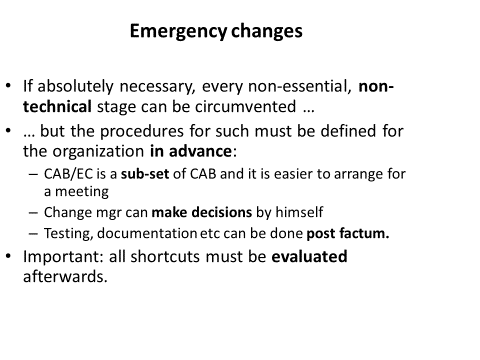 Emergency changes
• If absolutely necessary, every non-essential, non-
technical stage can be circumvented …
• … but the procedures for such must be defined for
the organization in advance:
– CAB/EC is a sub-set of CAB and it is easier to arrange for
a meeting
– Change mgr can make decisions by himself
– Testing, documentation etc can be done post factum.
• Important: all shortcuts must be evaluated
afterwards.